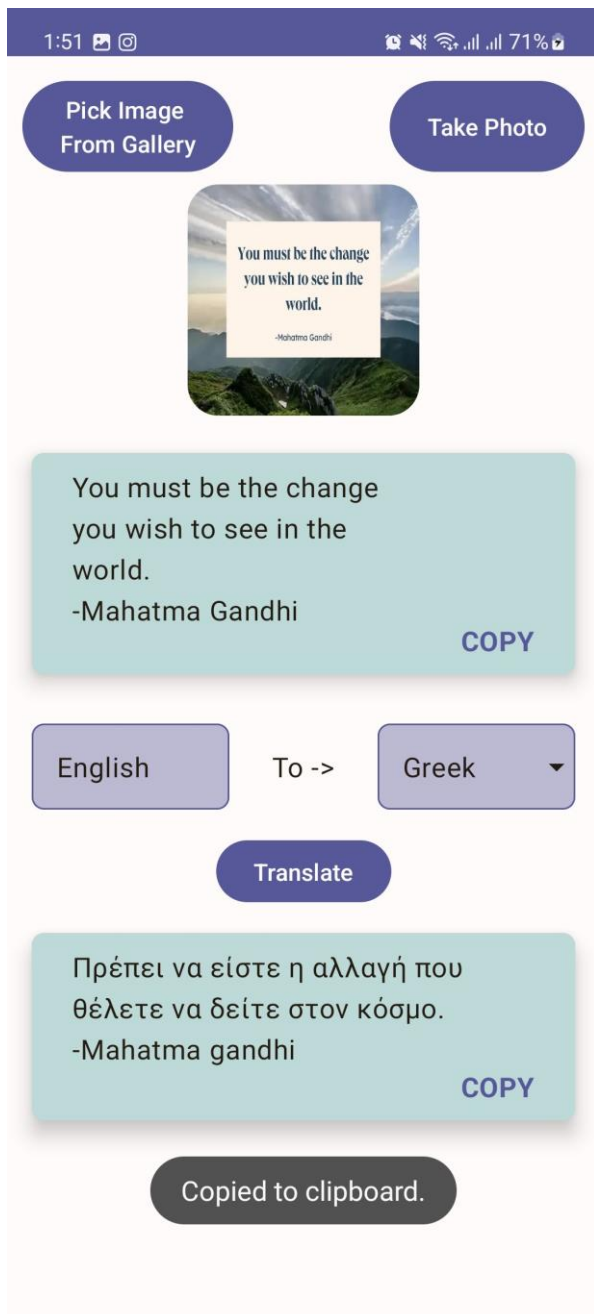 1:51
71%
Pick Image
From Gallery
Take Photo
You must be the change
you wish to see in the
world.
-Mahatma Gandhi
You must be the change
you wish to see in the
world.
-Mahatma Gandhi
COPY
English
To ->
Greek
Translate
Πρέπει να είστε η αλλαγή που
θέλετε να δείτε στον κόσμο.
-Mahatma gandhi
COPY
Copied to clipboard.